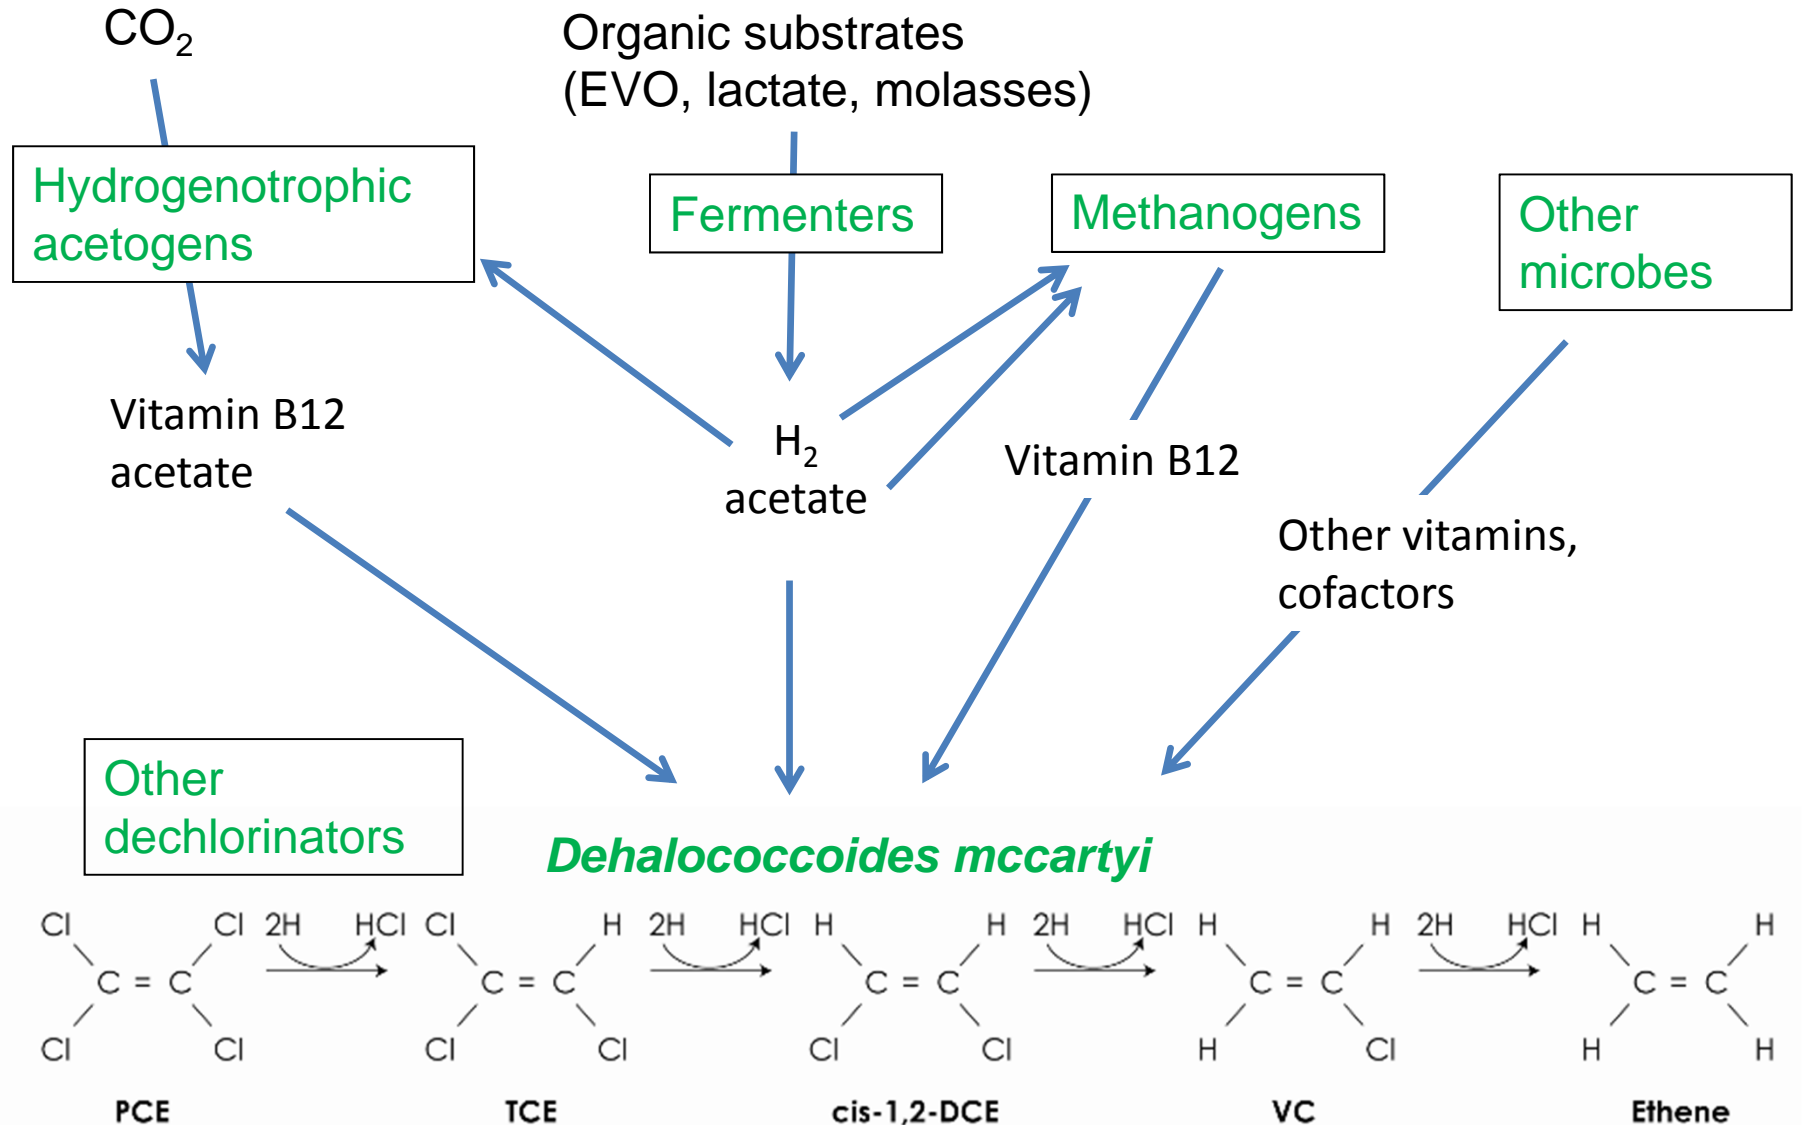 CO₂
Organic substrates
(EVO, lactate, molasses)
Hydrogenotrophic
acetogens
Fermenters
Methanogens
Other
microbes
Vitamin B12
acetate
H₂
acetate
Vitamin B12
Other vitamins,
cofactors
Other
dechlorinators
Dehalococcoides mccartyi
Cl Cl 2H HCl Cl H 2H HCl H H 2H HCl H H 2H HCl H H
C = C C = C C = C C = C C = C
Cl Cl Cl Cl Cl Cl H Cl H H
PCE TCE cis-1,2-DCE VC Ethene